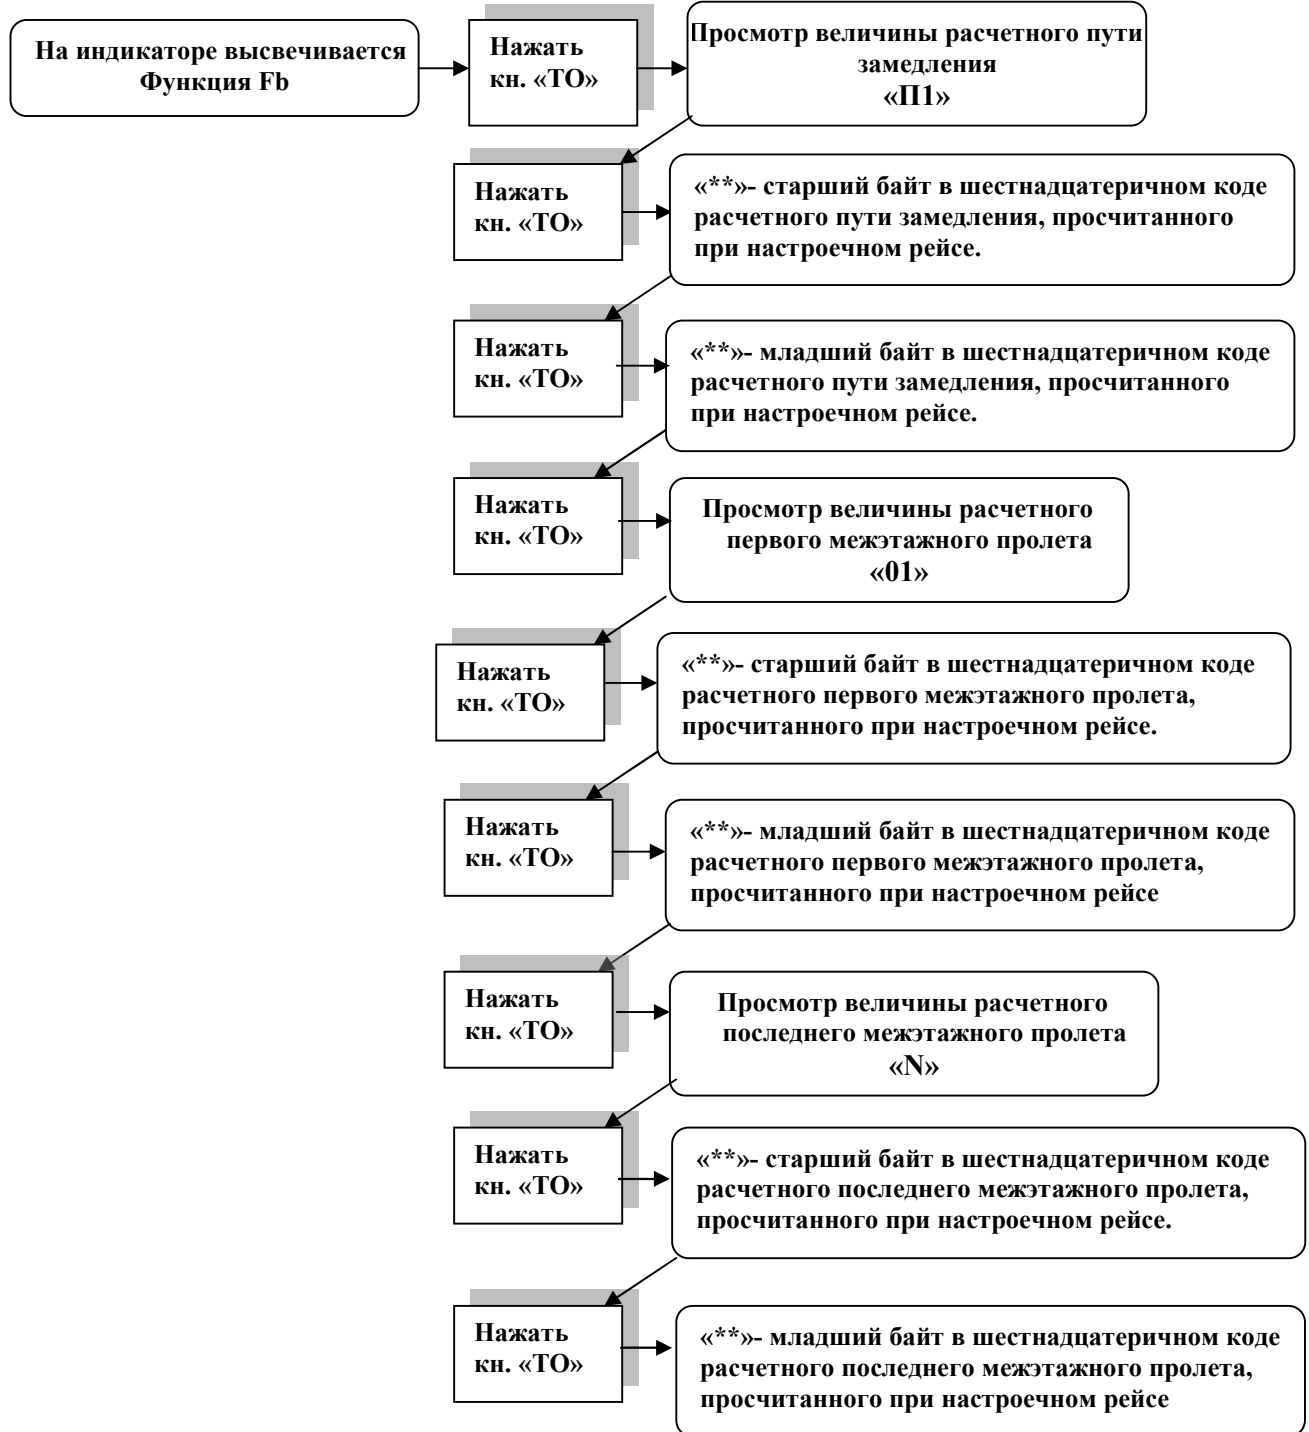 На индикаторе высвечивается
Функция Fb
Нажать
кн. «ТО»
Просмотр величины расчетного пути
замедления
«П1»
Нажать
кн. «ТО»
«**»- старший байт в шестнадцатеричном коде
расчетного пути замедления, просчитанного
при настроечном рейсе.
Нажать
кн. «ТО»
«**»- младший байт в шестнадцатеричном коде
расчетного пути замедления, просчитанного
при настроечном рейсе.
Нажать
кн. «ТО»
Просмотр величины расчетного
первого межэтажного пролета
«01»
Нажать
кн. «ТО»
«**»- старший байт в шестнадцатеричном коде
расчетного первого межэтажного пролета,
просчитанного при настроечном рейсе.
Нажать
кн. «ТО»
«**»- младший байт в шестнадцатеричном коде
расчетного первого межэтажного пролета,
просчитанного при настроечном рейсе
Нажать
кн. «ТО»
Просмотр величины расчетного
последнего межэтажного пролета
«N»
Нажать
кн. «ТО»
«**»- старший байт в шестнадцатеричном коде
расчетного последнего межэтажного пролета,
просчитанного при настроечном рейсе.
Нажать
кн. «ТО»
«**»- младший байт в шестнадцатеричном коде
расчетного последнего межэтажного пролета,
просчитанного при настроечном рейсе